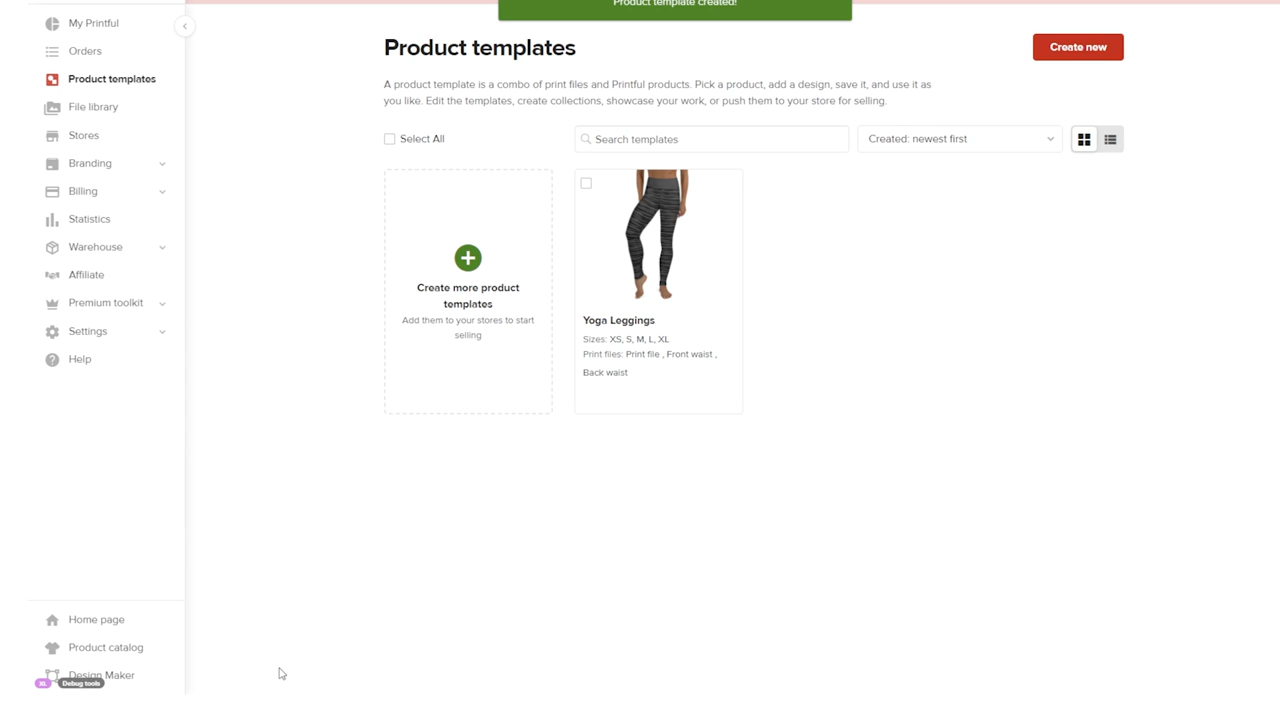 Product template created!
My Printful
Orders
Product templates
File library
Stores
Branding
Billing
Statistics
Warehouse
Affiliate
Premium toolkit
Settings
Help
Home page
Product catalog
Design Maker
XL
Debug tools
Product templates
Create new
A product template is a combo of print files and Printful products. Pick a product, add a design, save it, and use it as
you like. Edit the templates, create collections, showcase your work, or push them to your store for selling.
Select All
Search templates
Created: newest first
Create more product
templates
Add them to your stores to start
selling
Yoga Leggings
Sizes: XS, S, M, L, XL
Print files: Print file , Front waist ,
Back waist